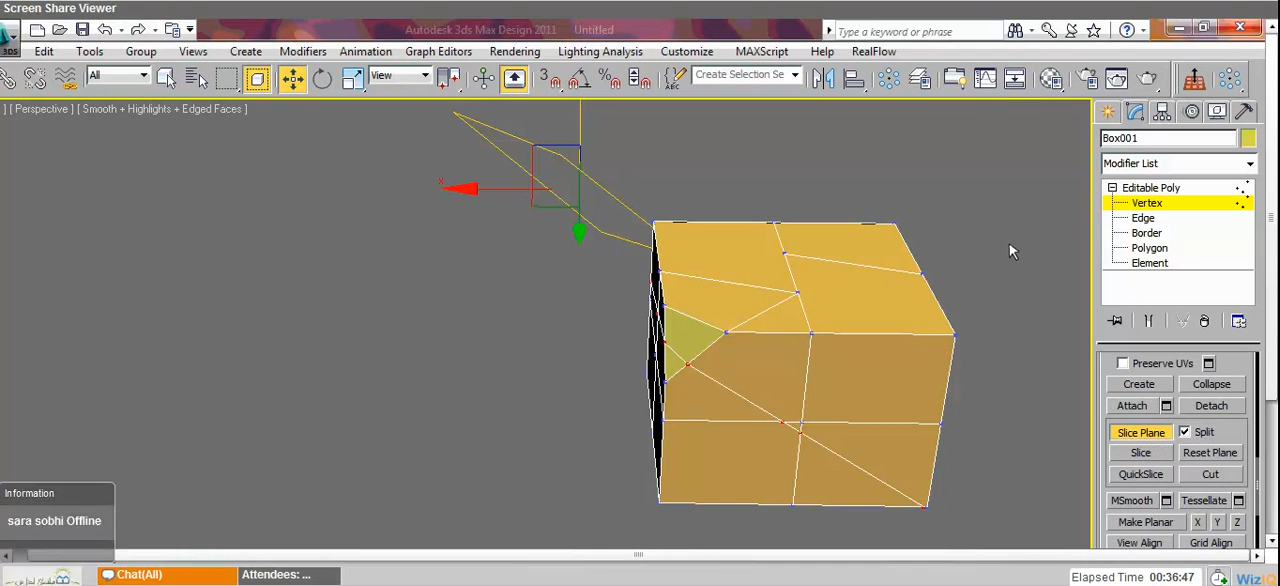 Screen Share Viewer
Autodesk 3ds Max Design 2011 Untitled
Type a keyword or phrase
3DS
Edit Tools Group Views Create Modifiers Animation Graph Editors Rendering Lighting Analysis Customize MAXScript Help RealFlow
All
View
3
ABC
Create Selection Se
] [ Perspective ] [ Smooth + Highlights + Edged Faces ]
x
Box001
Modifier List
Editable Poly
Vertex
Edge
Border
Polygon
Element
Preserve UVs
Create Collapse
Attach Detach
Slice Plane Split
Slice Reset Plane
QuickSlice Cut
MSmooth Tessellate
Make Planar X Y Z
View Align Grid Align
Information
sara sobhi Offline
Chat(All) Attendees: ...
Elapsed Time 00:36:47
WizIQ